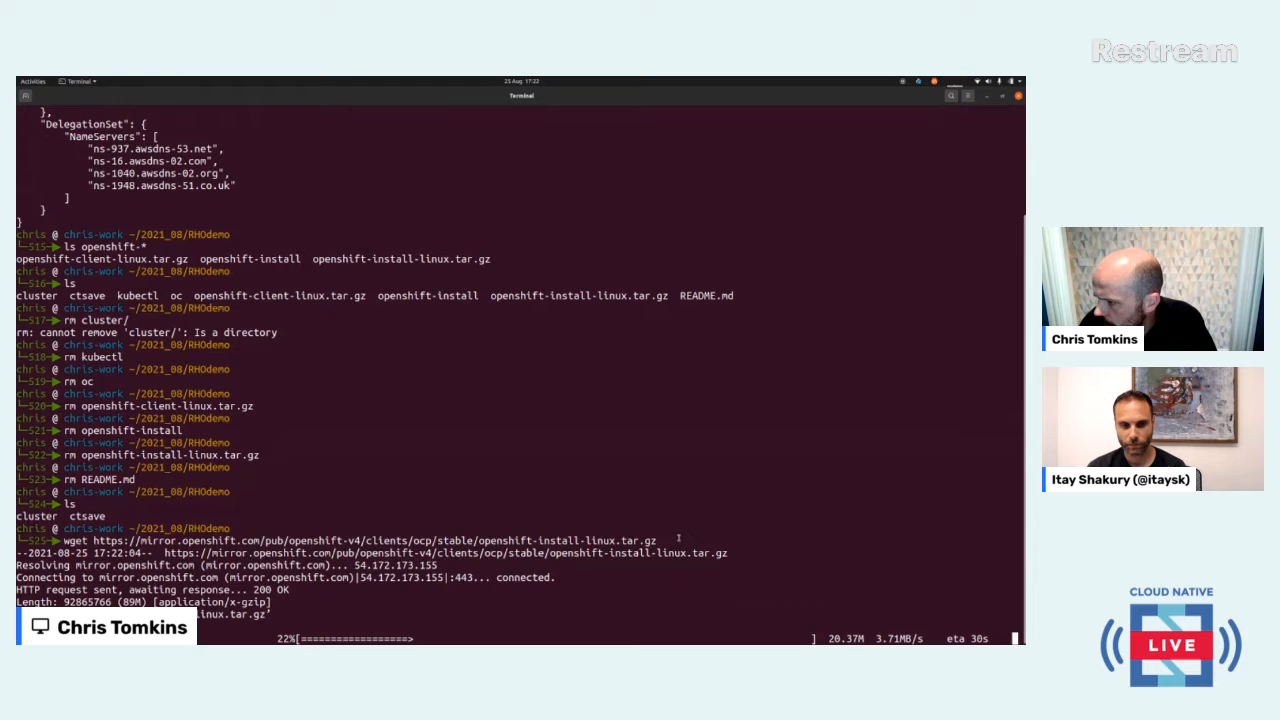 Restream
Activities
Terminal
25 Aug 17:22
Terminal
},
"DelegationSet": {
"NameServers": [
"ns-937.awsdns-53.net",
"ns-16.awsdns-02.com",
"ns-1040.awsdns-02.org",
"ns-1948.awsdns-51.co.uk"
]
}
}
chris @ chris-work ~/2021_08/RHOdemo
└─515─▶ ls openshift-*
openshift-client-linux.tar.gz openshift-install openshift-install-linux.tar.gz
chris @ chris-work ~/2021_08/RHOdemo
└─516─▶ ls
cluster ctsave kubectl oc openshift-client-linux.tar.gz openshift-install openshift-install-linux.tar.gz README.md
chris @ chris-work ~/2021_08/RHOdemo
└─517─▶ rm cluster/
rm: cannot remove 'cluster/': Is a directory
chris @ chris-work ~/2021_08/RHOdemo
└─518─▶ rm kubectl
chris @ chris-work ~/2021_08/RHOdemo
└─519─▶ rm oc
chris @ chris-work ~/2021_08/RHOdemo
└─520─▶ rm openshift-client-linux.tar.gz
chris @ chris-work ~/2021_08/RHOdemo
└─521─▶ rm openshift-install
chris @ chris-work ~/2021_08/RHOdemo
└─522─▶ rm openshift-install-linux.tar.gz
chris @ chris-work ~/2021_08/RHOdemo
└─523─▶ rm README.md
chris @ chris-work ~/2021_08/RHOdemo
└─524─▶ ls
cluster ctsave
chris @ chris-work ~/2021_08/RHOdemo
└─525─▶ wget https://mirror.openshift.com/pub/openshift-v4/clients/ocp/stable/openshift-install-linux.tar.gz
--2021-08-25 17:22:04-- https://mirror.openshift.com/pub/openshift-v4/clients/ocp/stable/openshift-install-linux.tar.gz
Resolving mirror.openshift.com (mirror.openshift.com)... 54.172.173.155
Connecting to mirror.openshift.com (mirror.openshift.com)|54.172.173.155|:443... connected.
HTTP request sent, awaiting response... 200 OK
Length: 92865766 (89M) [application/x-gzip]
linux.tar.gz’
22%[==================> ] 20.37M 3.71MB/s eta 30s
Chris Tomkins
Chris Tomkins
Itay Shakury (@itaysk)
CLOUD NATIVE
LIVE